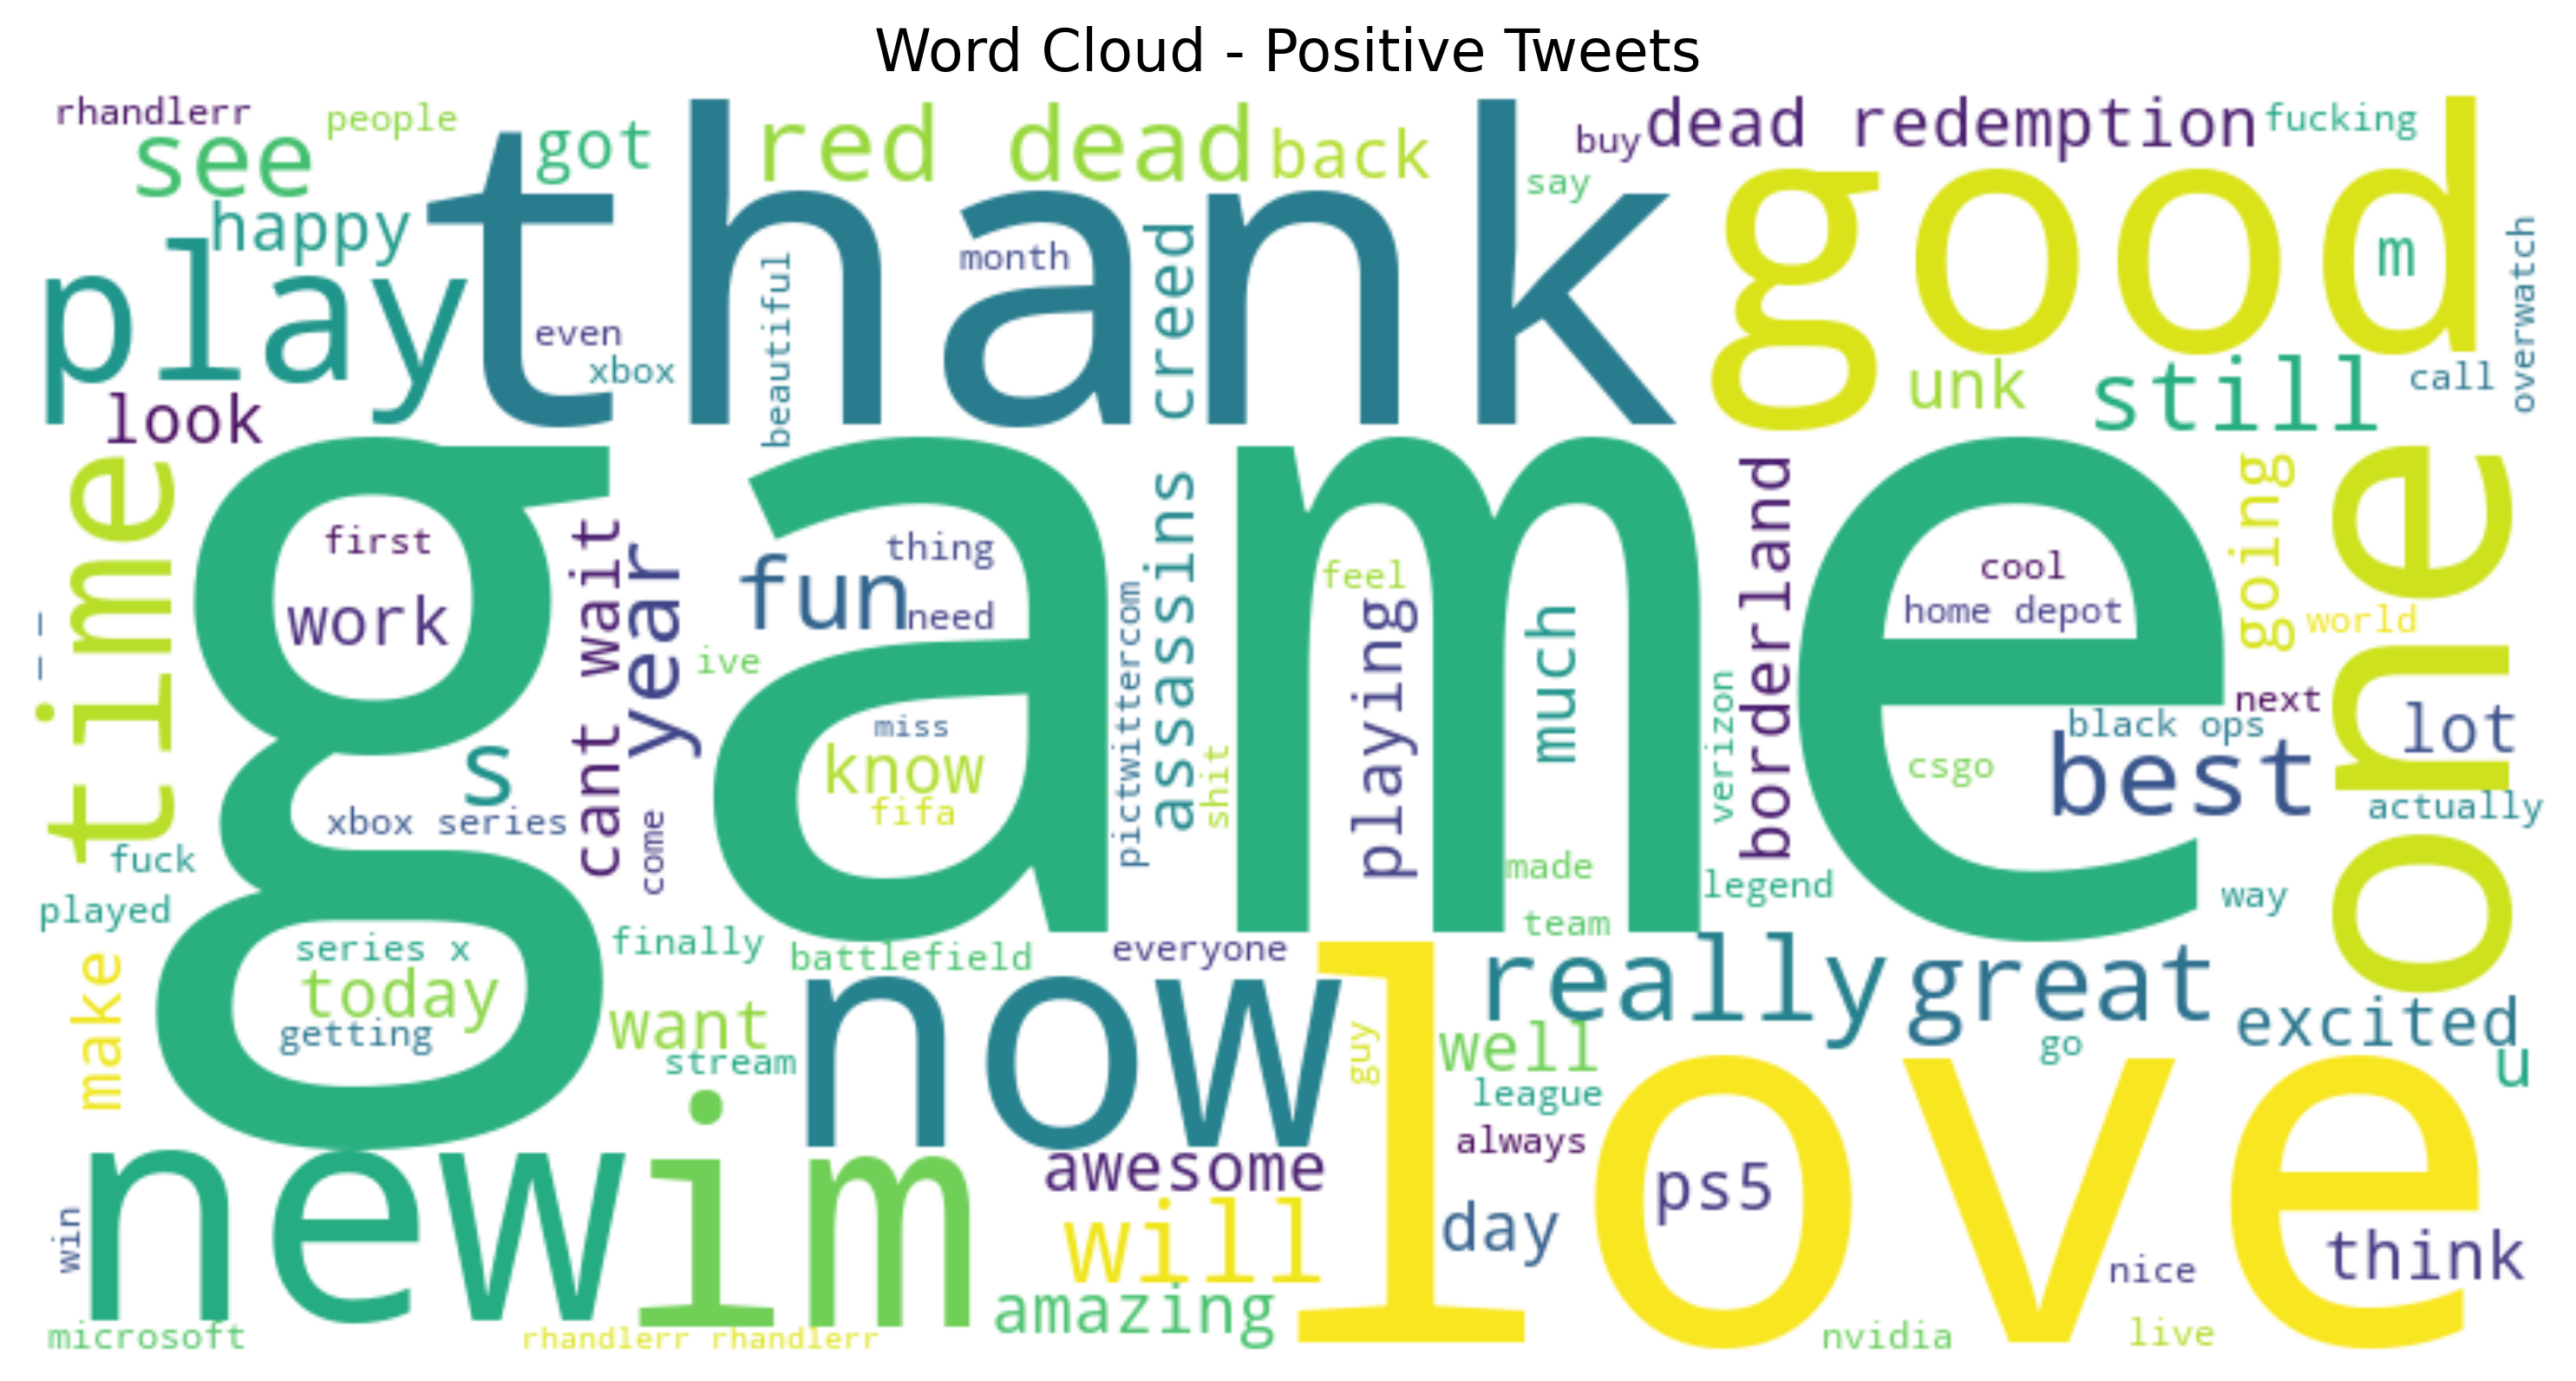 Word Cloud - Positive Tweets
rhandlerr
people
see
got
red dead
back
buy
dead redemption
fucking
say
happy
thank
good
m
overwatch
play
even
xbox
beautiful
month
creed
look
unk
still
call
time
first
work
cant wait
year
fun
thing
need
ive
game
miss
know
fifa
pictwittercom
assassins
shit
feel
playing
much
verizon
borderland
cool
home depot
going
world
one
next
lot
black ops
csgo
best
actually
s
xbox series
come
fuck
played
made
legend
team
way
make
series x
today
getting
finally
battlefield
everyone
want
stream
now
guy
really
great
excited
go
u
well
league
always
love
new
im
awesome
will
amazing
day
ps5
think
nice
live
nvidia
win
microsoft
rhandlerr rhandlerr